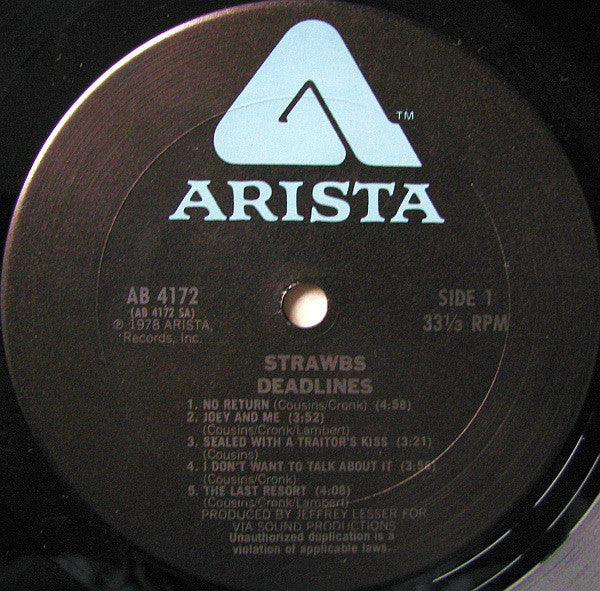 ™
ARISTA
AB 4172
(AB 4172 SA)
℗ 1978 ARISTA,
Records, Inc.
SIDE 1
33⅓ RPM
STRAWBS
DEADLINES
1. NO RETURN (Cousins/Cronk) (4:58)
2. JOEY AND ME (3:52)
(Cousins/Cronk/Lambert)
3. SEALED WITH A TRAITOR'S KISS (3:21)
(Cousins)
4. I DON'T WANT TO TALK ABOUT IT
(Cousins/Cronk)
5. THE LAST RESORT (4:08)
(Cousins/Cronk/Lambert)
PRODUCED BY JEFFREY LESSER FOR
VIA SOUND PRODUCTIONS
Unauthorized duplication is a
violation of applicable laws.